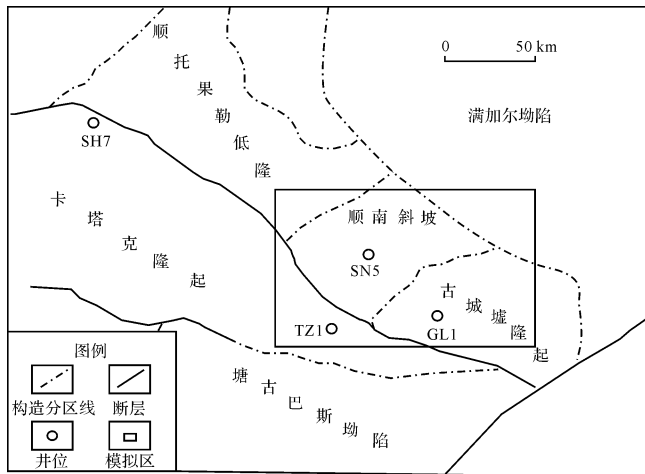 顺托果勒低隆
0 50 km
满加尔坳陷
SH7
卡塔克隆起
顺南斜坡
SN5
古城墟隆起
TZ1
GL1
塘古巴斯坳陷
图例
构造分区线 断层
井位 模拟区